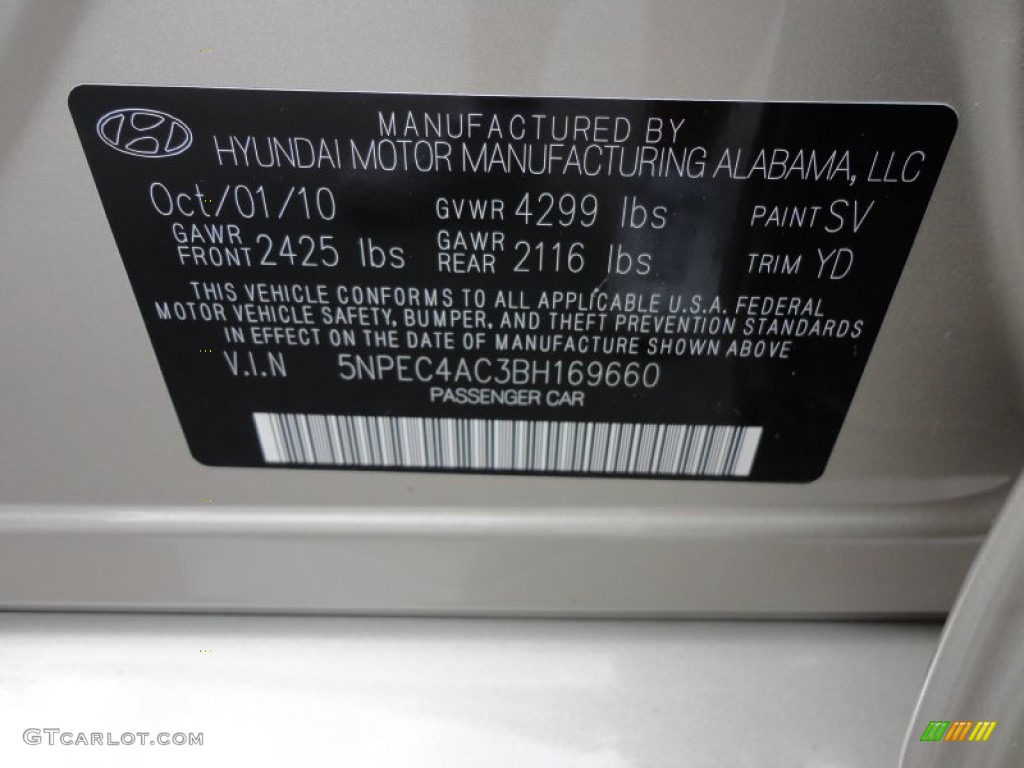 MANUFACTURED BY
HYUNDAI MOTOR MANUFACTURING ALABAMA, LLC
Oct/01/10 GVWR 4299 lbs PAINT SV
GAWR FRONT 2425 lbs GAWR REAR 2116 lbs TRIM YD
THIS VEHICLE CONFORMS TO ALL APPLICABLE U.S.A. FEDERAL
MOTOR VEHICLE SAFETY, BUMPER, AND THEFT PREVENTION STANDARDS
IN EFFECT ON THE DATE OF MANUFACTURE SHOWN ABOVE
V.I.N 5NPEC4AC3BH169660
PASSENGER CAR
GTCARLOT.COM